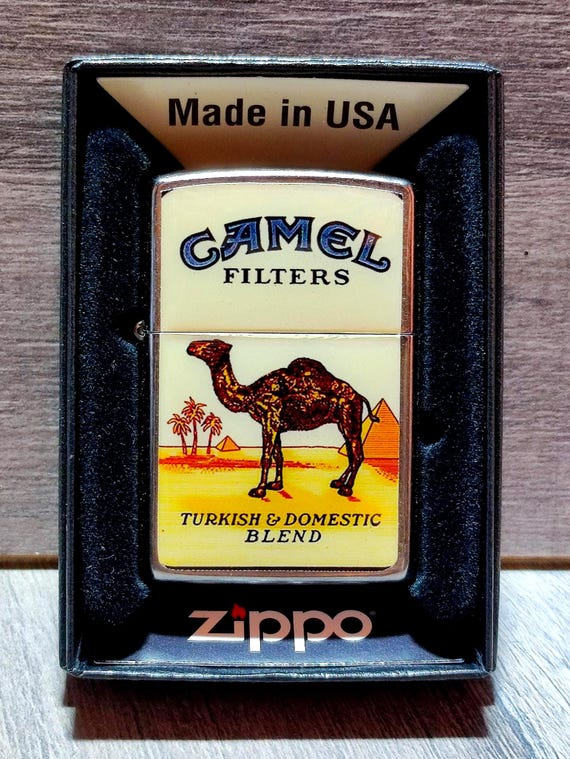 Made in USA
CAMEL
FILTERS
TURKISH & DOMESTIC
BLEND
zippo